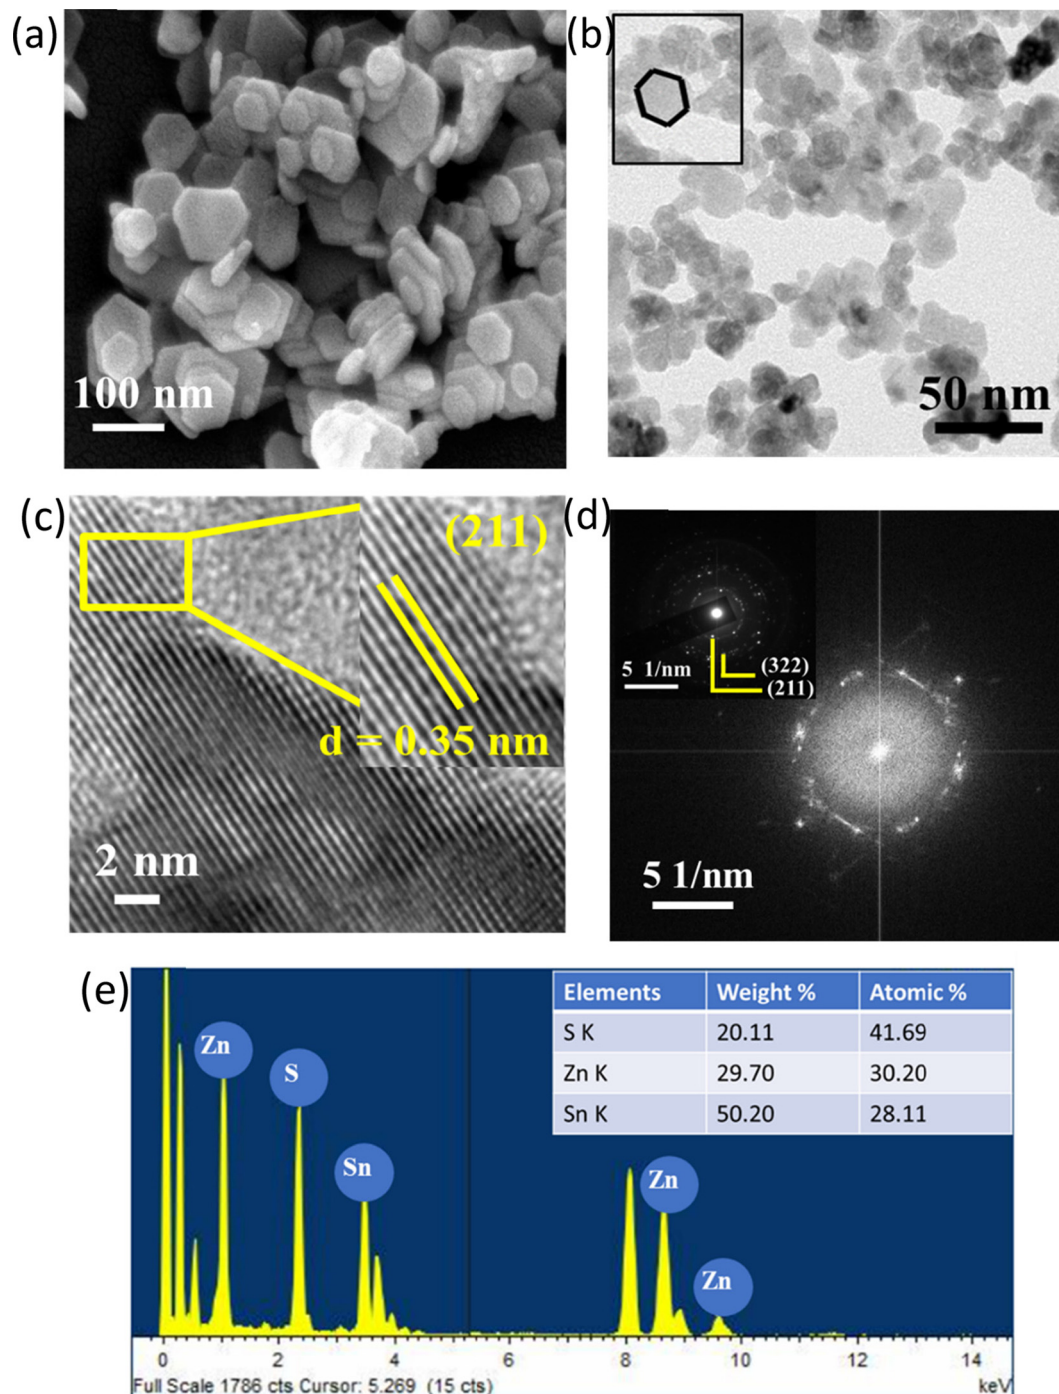 (a)
100 nm
(b)
50 nm
(c)
(211)
d = 0.35 nm
2 nm
(d)
5 1/nm
(322)
(211)
5 1/nm
(e)
Zn
S
Sn
Zn
Zn
Elements Weight % Atomic %
S K 20.11 41.69
Zn K 29.70 30.20
Sn K 50.20 28.11
0 2 4 6 8 10 12 14
Full Scale 1786 cts Cursor: 5.269 (15 cts) keV